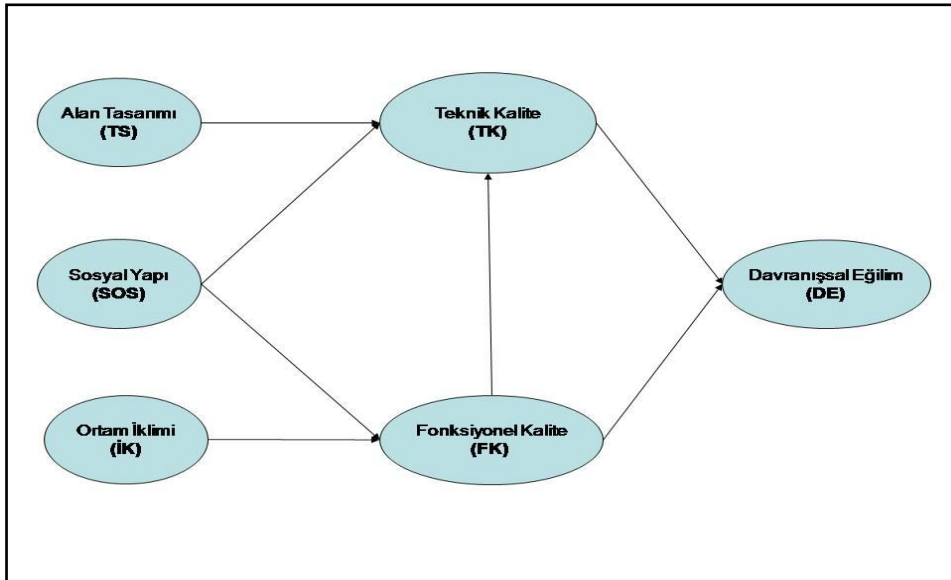 Alan Tasarımı
(TS)
Teknik Kalite
(TK)
Sosyal Yapı
(SOS)
Davranışsal Eğilim
(DE)
Ortam İklimi
(İK)
Fonksiyonel Kalite
(FK)